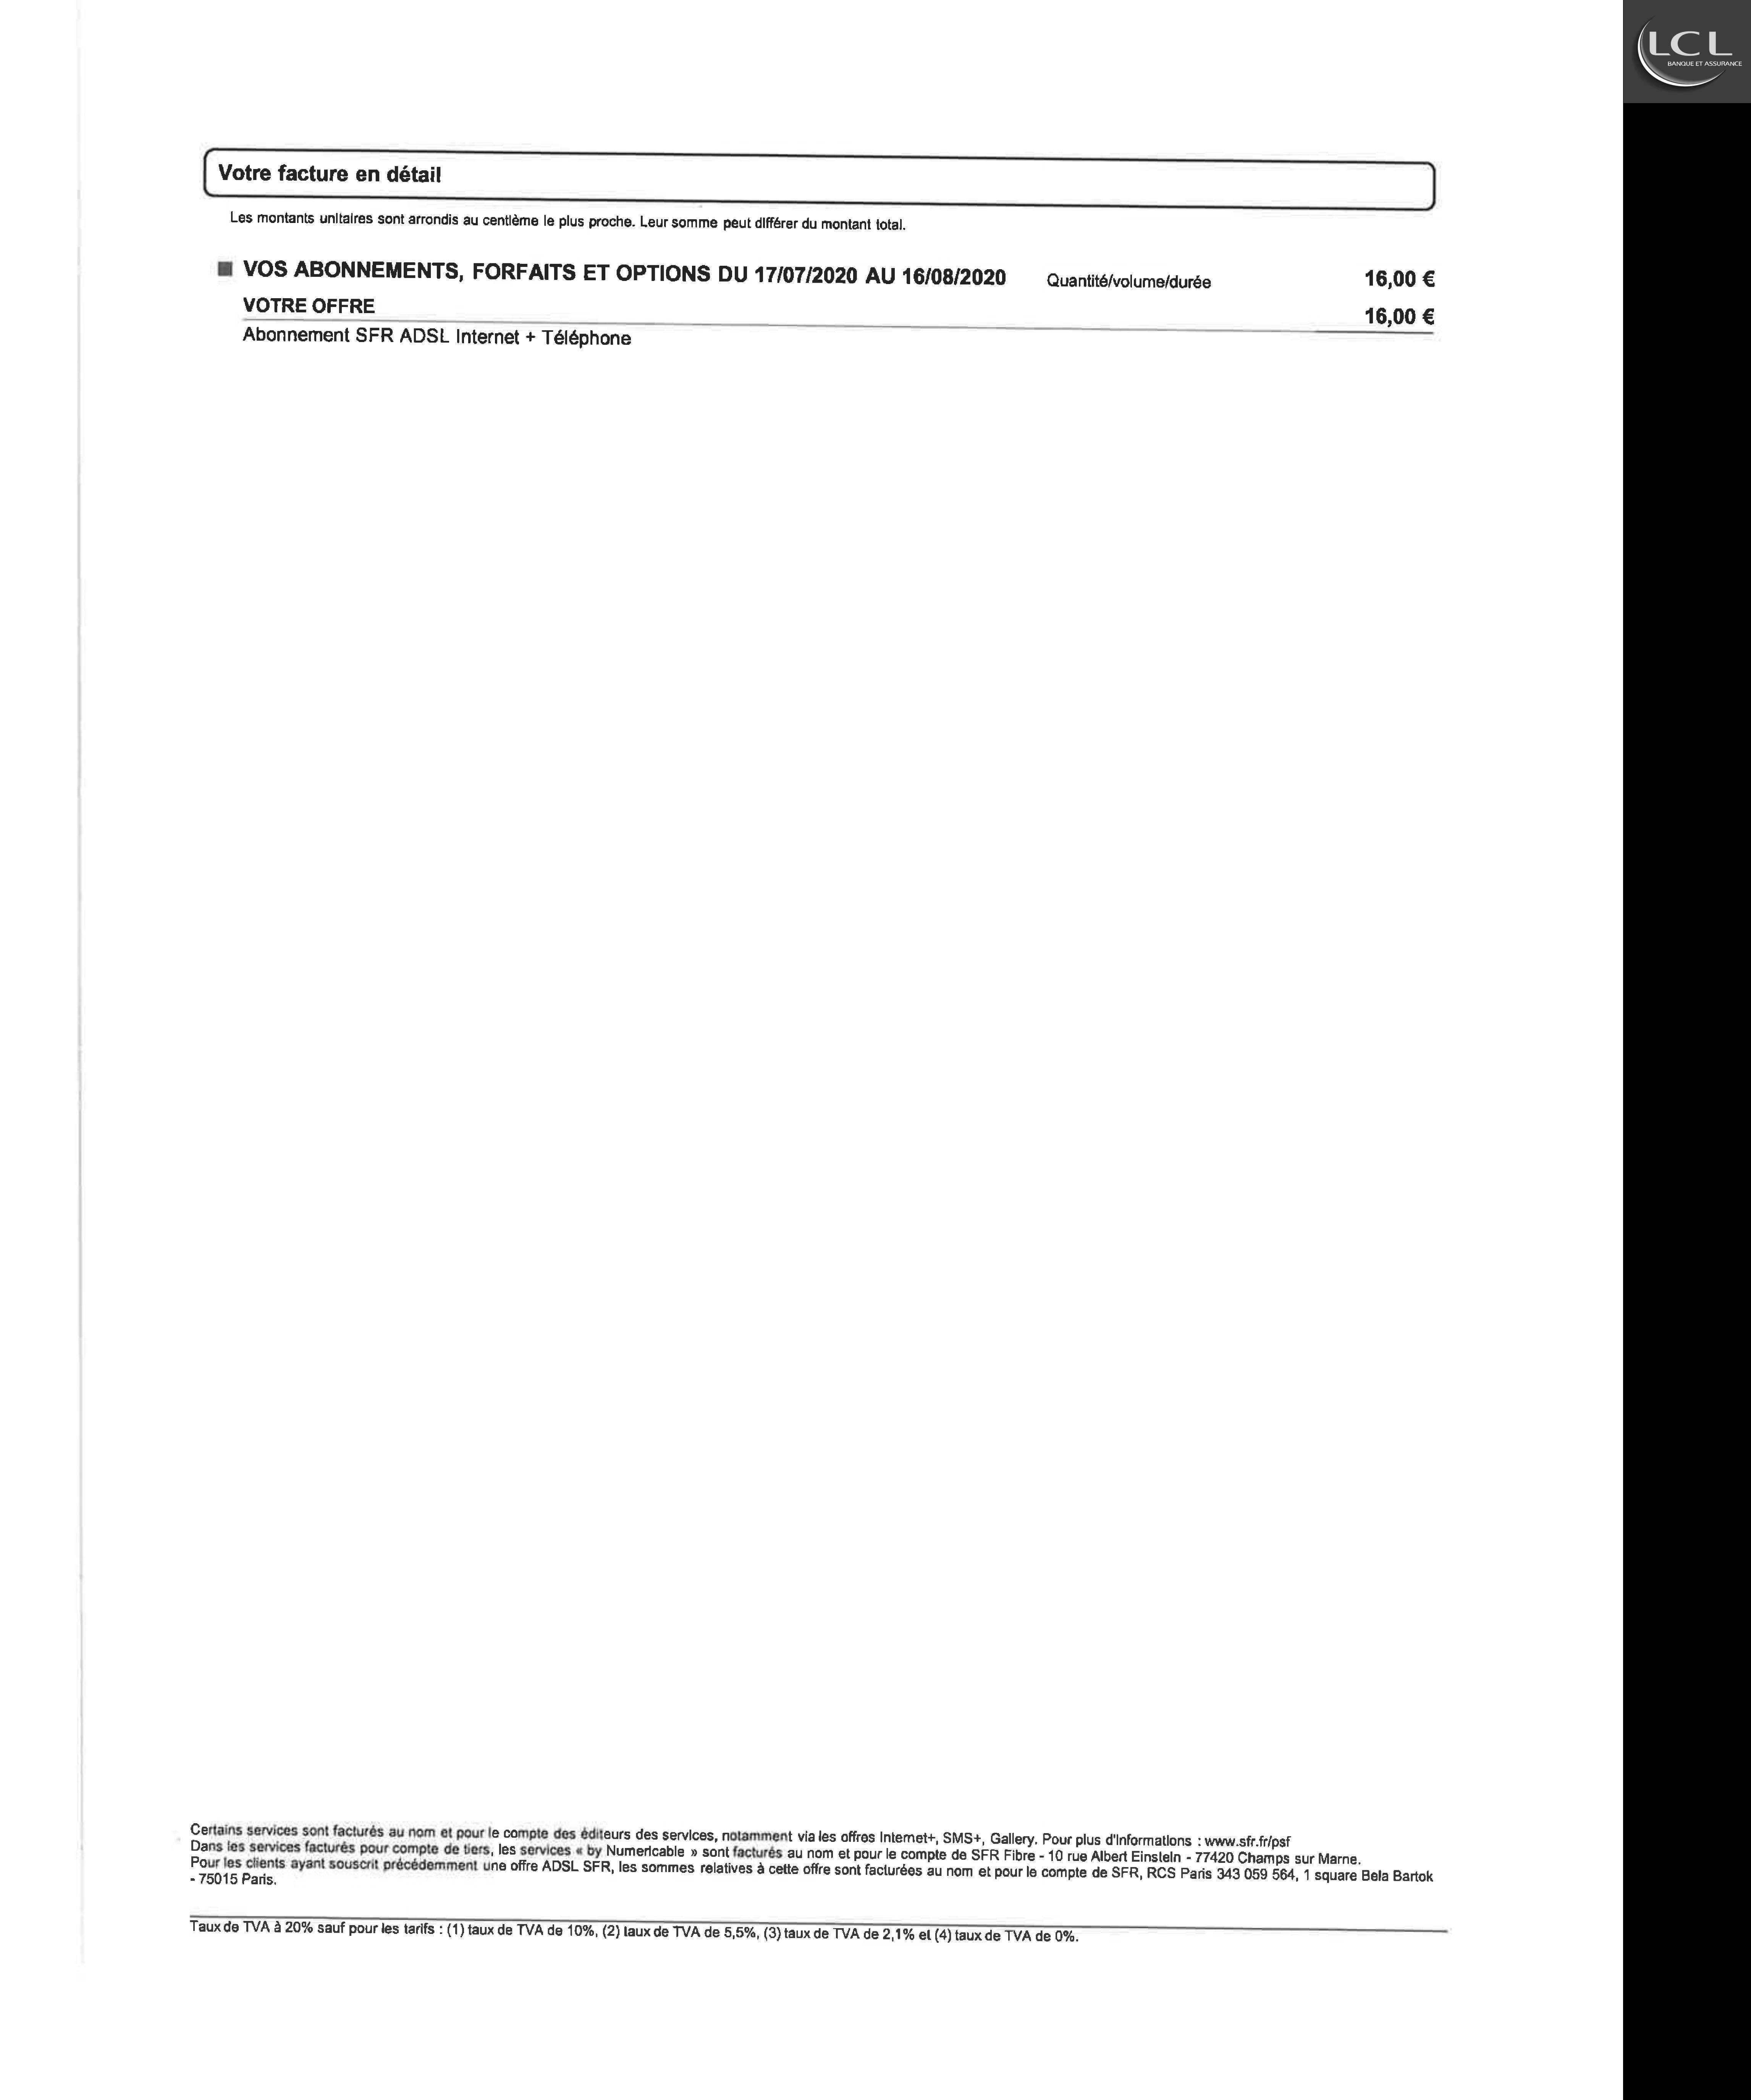 LCL
BANQUE ET ASSURANCE
Votre facture en détail
Les montants unitaires sont arrondis au centième le plus proche. Leur somme peut différer du montant total.
VOS ABONNEMENTS, FORFAITS ET OPTIONS DU 17/07/2020 AU 16/08/2020 Quantité/volume/durée 16,00 €
VOTRE OFFRE 16,00 €
Abonnement SFR ADSL Internet + Téléphone
Certains services sont facturés au nom et pour le compte des éditeurs des services, notamment via les offres Internet+, SMS+, Gallery. Pour plus d'informations : www.sfr.fr/psf
Dans les services facturés pour compte de tiers, les services « by Numericable » sont facturés au nom et pour le compte de SFR Fibre - 10 rue Albert Einstein - 77420 Champs sur Marne.
Pour les clients ayant souscrit précédemment une offre ADSL SFR, les sommes relatives à cette offre sont facturées au nom et pour le compte de SFR, RCS Paris 343 059 564, 1 square Bela Bartok
- 75015 Paris.
Taux de TVA à 20% sauf pour les tarifs : (1) taux de TVA de 10%, (2) taux de TVA de 5,5%, (3) taux de TVA de 2,1% et (4) taux de TVA de 0%.